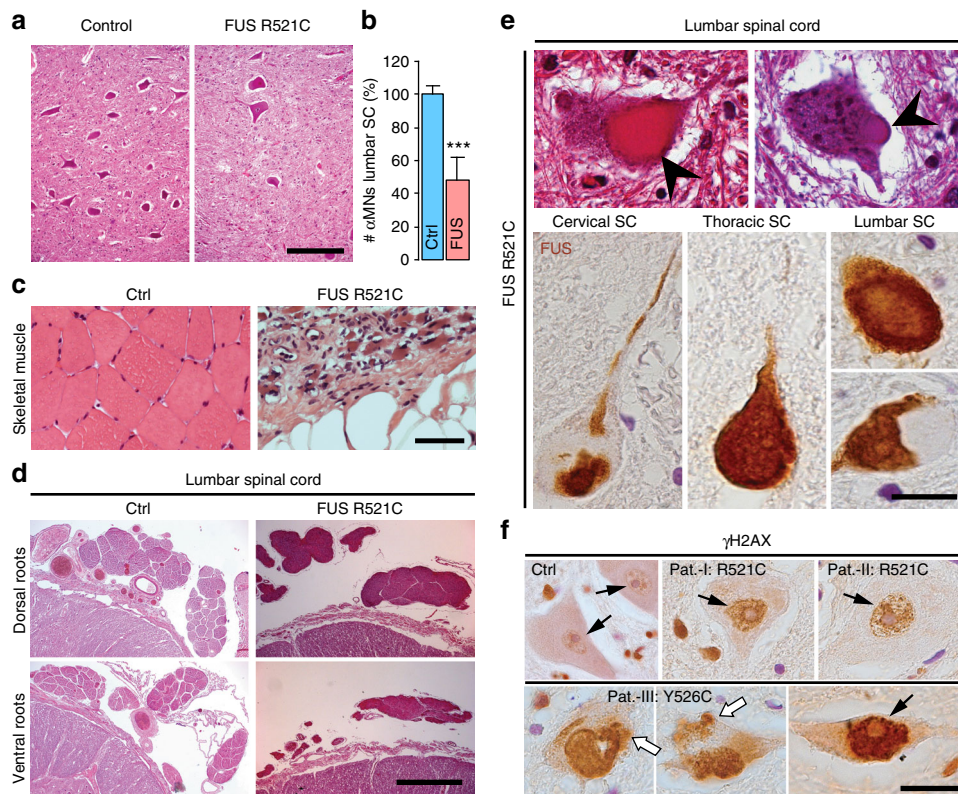 a
Control
FUS R521C
b
# αMNs lumbar SC (%)
120
100
80
60
40
20
0
***
Ctrl
FUS
c
Ctrl
FUS R521C
Skeletal muscle
d
Lumbar spinal cord
Ctrl
FUS R521C
Dorsal roots
Ventral roots
e
Lumbar spinal cord
FUS R521C
Cervical SC
Thoracic SC
Lumbar SC
FUS
f
γH2AX
Ctrl
Pat.-I: R521C
Pat.-II: R521C
Pat.-III: Y526C